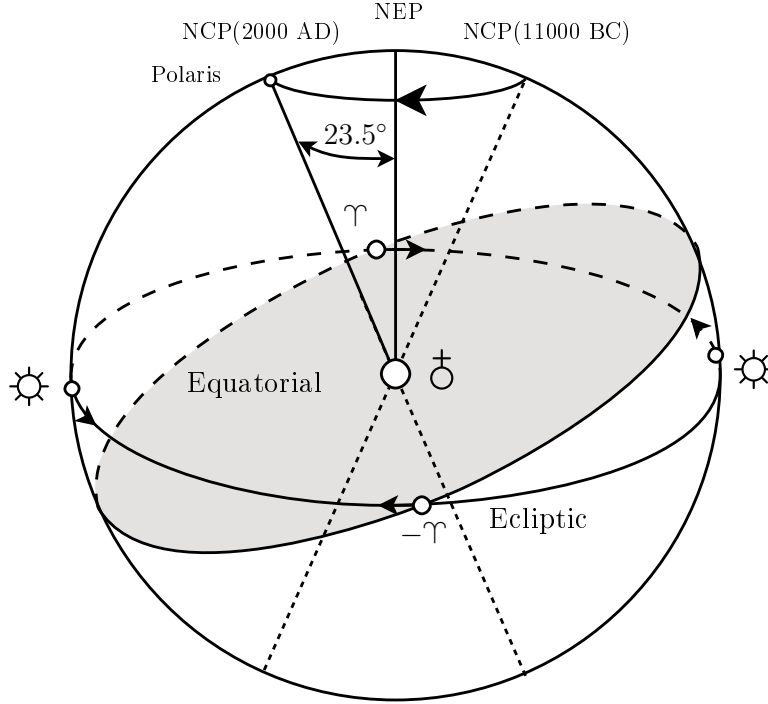 NEP
NCP(2000 AD)
NCP(11000 BC)
Polaris
23.5°
♈
Equatorial
♁
−♈
Ecliptic